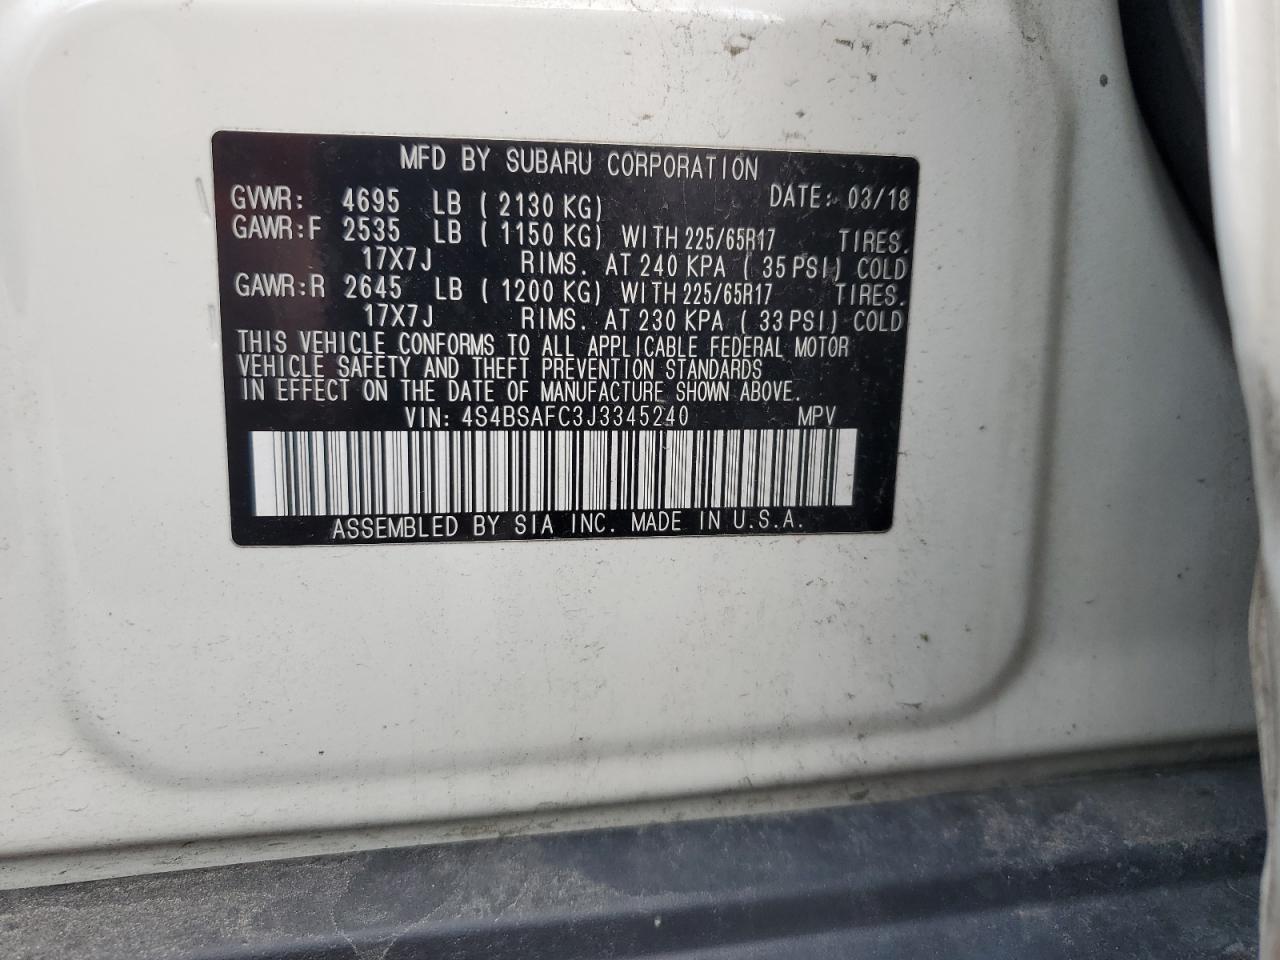 MFD BY SUBARU CORPORATION
GVWR: 4695 LB ( 2130 KG) DATE: 03/18
GAWR:F 2535 LB ( 1150 KG) WITH 225/65R17 TIRES.
17X7J RIMS. AT 240 KPA ( 35 PSI) COLD
GAWR:R 2645 LB ( 1200 KG) WITH 225/65R17 TIRES.
17X7J RIMS. AT 230 KPA ( 33 PSI) COLD
THIS VEHICLE CONFORMS TO ALL APPLICABLE FEDERAL MOTOR
VEHICLE SAFETY AND THEFT PREVENTION STANDARDS
IN EFFECT ON THE DATE OF MANUFACTURE SHOWN ABOVE.
VIN: 4S4BSAFC3J3345240 MPV
ASSEMBLED BY SIA INC. MADE IN U.S.A.